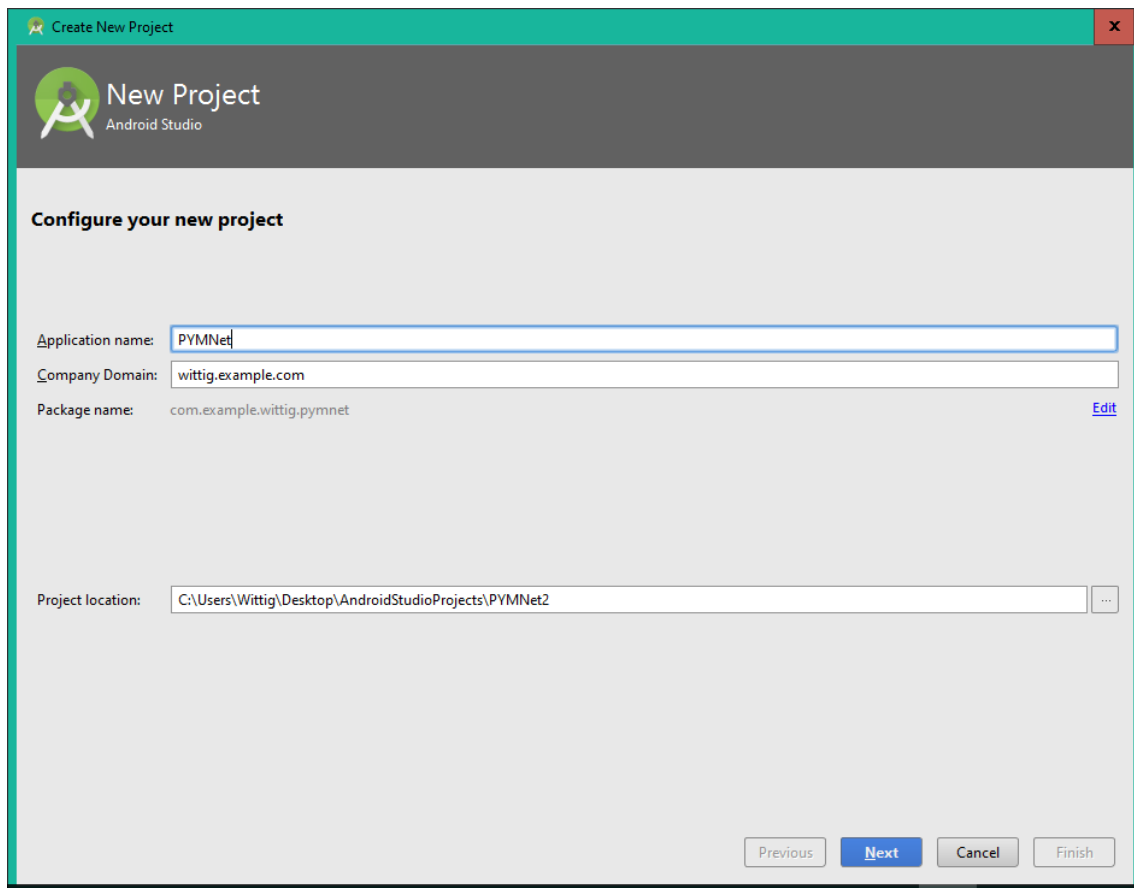 Create New Project
x
New Project
Android Studio
Configure your new project
Application name: PYMNet
Company Domain: wittig.example.com
Package name: com.example.wittig.pymnet Edit
Project location: C:\Users\Wittig\Desktop\AndroidStudioProjects\PYMNet2 ...
Previous Next Cancel Finish